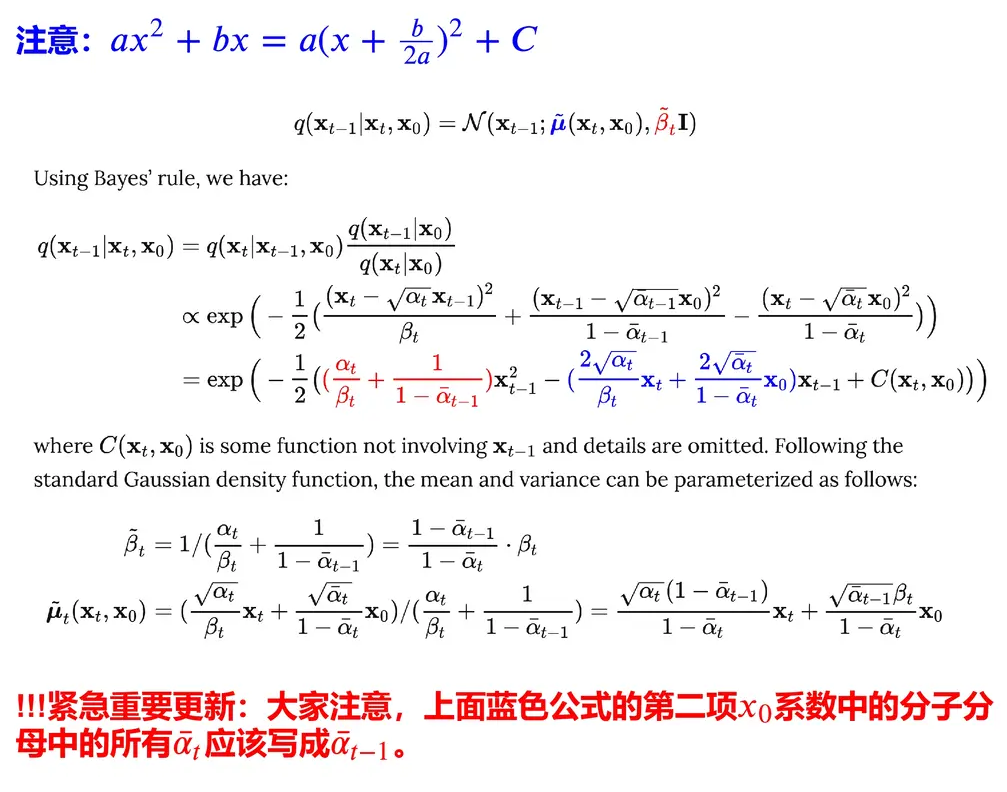 注意：$ax^2 + bx = a(x + \frac{b}{2a})^2 + C$
$q(\mathbf{x}_{t-1}|\mathbf{x}_t, \mathbf{x}_0) = \mathcal{N}(\mathbf{x}_{t-1}; \tilde{\boldsymbol{\mu}}(\mathbf{x}_t, \mathbf{x}_0), \tilde{\beta}_t\mathbf{I})$
Using Bayes’ rule, we have:
$q(\mathbf{x}_{t-1}|\mathbf{x}_t, \mathbf{x}_0) = q(\mathbf{x}_t|\mathbf{x}_{t-1}, \mathbf{x}_0)\frac{q(\mathbf{x}_{t-1}|\mathbf{x}_0)}{q(\mathbf{x}_t|\mathbf{x}_0)}$
$\propto \exp\Big(-\frac{1}{2}\big(\frac{(\mathbf{x}_t - \sqrt{\alpha_t}\mathbf{x}_{t-1})^2}{\beta_t} + \frac{(\mathbf{x}_{t-1} - \sqrt{\bar{\alpha}_{t-1}}\mathbf{x}_0)^2}{1 - \bar{\alpha}_{t-1}} - \frac{(\mathbf{x}_t - \sqrt{\bar{\alpha}_t}\mathbf{x}_0)^2}{1 - \bar{\alpha}_t}\big)\Big)$
$= \exp\Big(-\frac{1}{2}\big((\frac{\alpha_t}{\beta_t} + \frac{1}{1 - \bar{\alpha}_{t-1}})\mathbf{x}_{t-1}^2 - (\frac{2\sqrt{\alpha_t}}{\beta_t}\mathbf{x}_t + \frac{2\sqrt{\bar{\alpha}_t}}{1 - \bar{\alpha}_t}\mathbf{x}_0)\mathbf{x}_{t-1} + C(\mathbf{x}_t, \mathbf{x}_0)\big)\Big)$
where $C(\mathbf{x}_t, \mathbf{x}_0)$ is some function not involving $\mathbf{x}_{t-1}$ and details are omitted. Following the
standard Gaussian density function, the mean and variance can be parameterized as follows:
$\tilde{\beta}_t = 1/(\frac{\alpha_t}{\beta_t} + \frac{1}{1 - \bar{\alpha}_{t-1}}) = \frac{1 - \bar{\alpha}_{t-1}}{1 - \bar{\alpha}_t} \cdot \beta_t$
$\tilde{\boldsymbol{\mu}}_t(\mathbf{x}_t, \mathbf{x}_0) = (\frac{\sqrt{\alpha_t}}{\beta_t}\mathbf{x}_t + \frac{\sqrt{\bar{\alpha}_t}}{1 - \bar{\alpha}_t}\mathbf{x}_0)/(\frac{\alpha_t}{\beta_t} + \frac{1}{1 - \bar{\alpha}_{t-1}}) = \frac{\sqrt{\alpha_t}(1 - \bar{\alpha}_{t-1})}{1 - \bar{\alpha}_t}\mathbf{x}_t + \frac{\sqrt{\bar{\alpha}_{t-1}}\beta_t}{1 - \bar{\alpha}_t}\mathbf{x}_0$
!!!紧急重要更新：大家注意，上面蓝色公式的第二项$x_0$系数中的分子分
母中的所有$\bar{\alpha}_t$应该写成$\bar{\alpha}_{t-1}$。